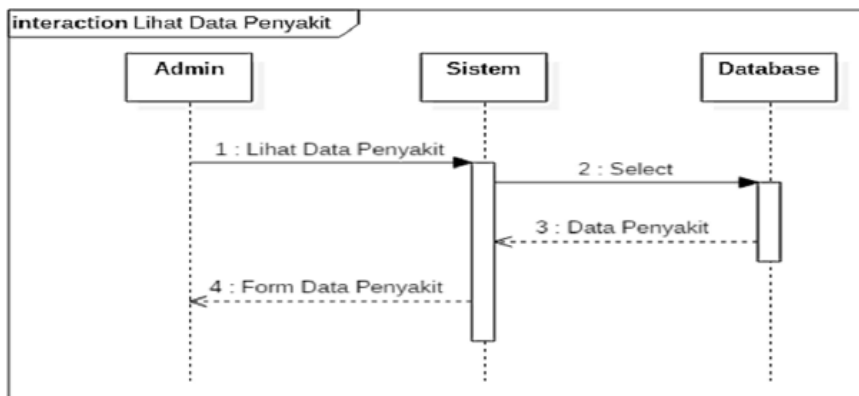 interaction Lihat Data Penyakit
Admin
Sistem
Database
1 : Lihat Data Penyakit
2 : Select
3 : Data Penyakit
4 : Form Data Penyakit